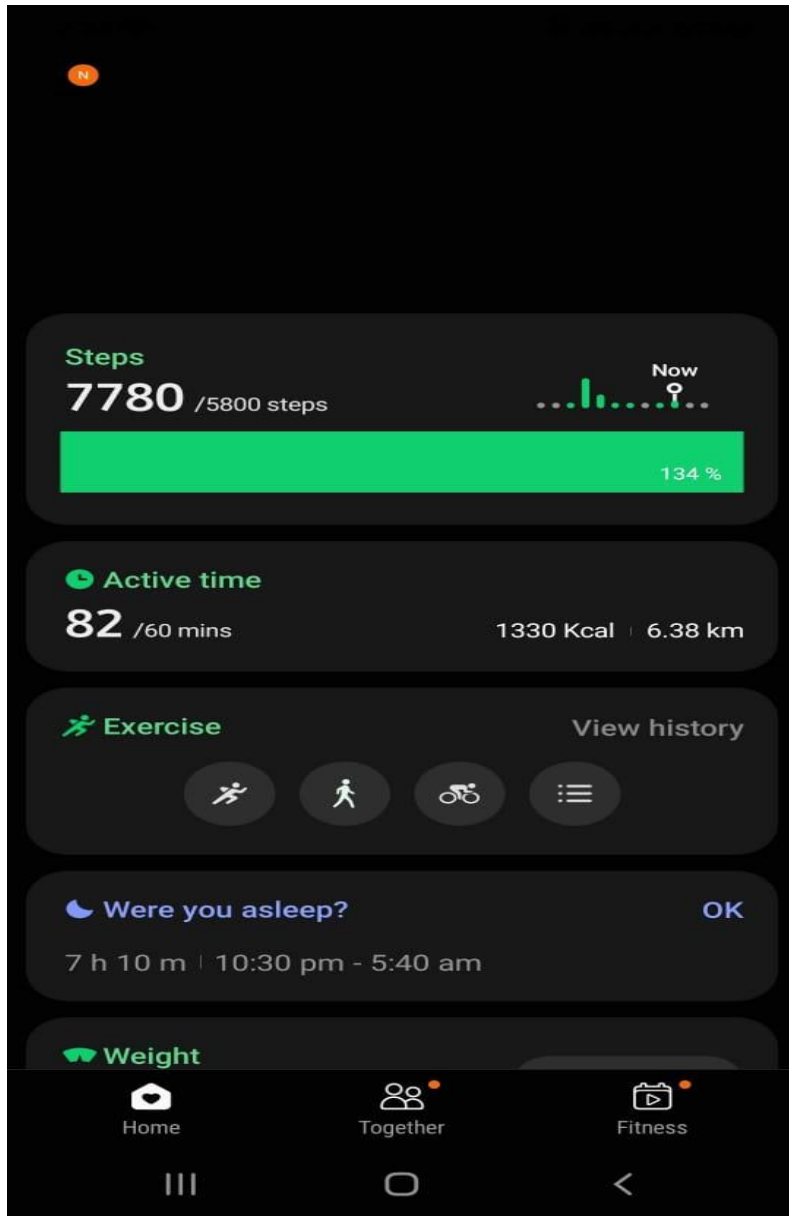 N
Steps
Now
7780 /5800 steps
134 %
Active time
82 /60 mins 1330 Kcal 6.38 km
Exercise View history
Were you asleep? OK
7 h 10 m 10:30 pm - 5:40 am
Weight
Home Together Fitness